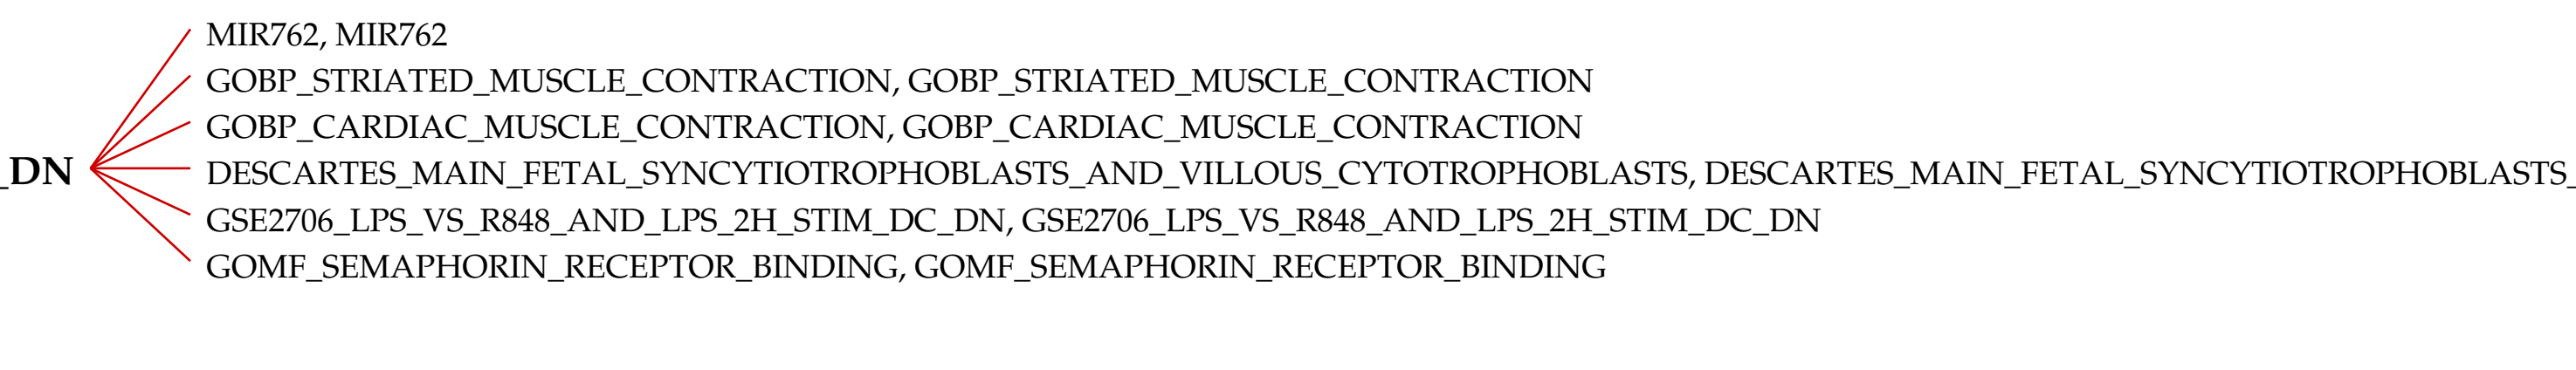 MIR762, MIR762
GOBP_STRIATED_MUSCLE_CONTRACTION, GOBP_STRIATED_MUSCLE_CONTRACTION
GOBP_CARDIAC_MUSCLE_CONTRACTION, GOBP_CARDIAC_MUSCLE_CONTRACTION
_DN
DESCARTES_MAIN_FETAL_SYNCYTIOTROPHOBLASTS_AND_VILLOUS_CYTOTROPHOBLASTS, DESCARTES_MAIN_FETAL_SYNCYTIOTROPHOBLASTS_
GSE2706_LPS_VS_R848_AND_LPS_2H_STIM_DC_DN, GSE2706_LPS_VS_R848_AND_LPS_2H_STIM_DC_DN
GOMF_SEMAPHORIN_RECEPTOR_BINDING, GOMF_SEMAPHORIN_RECEPTOR_BINDING